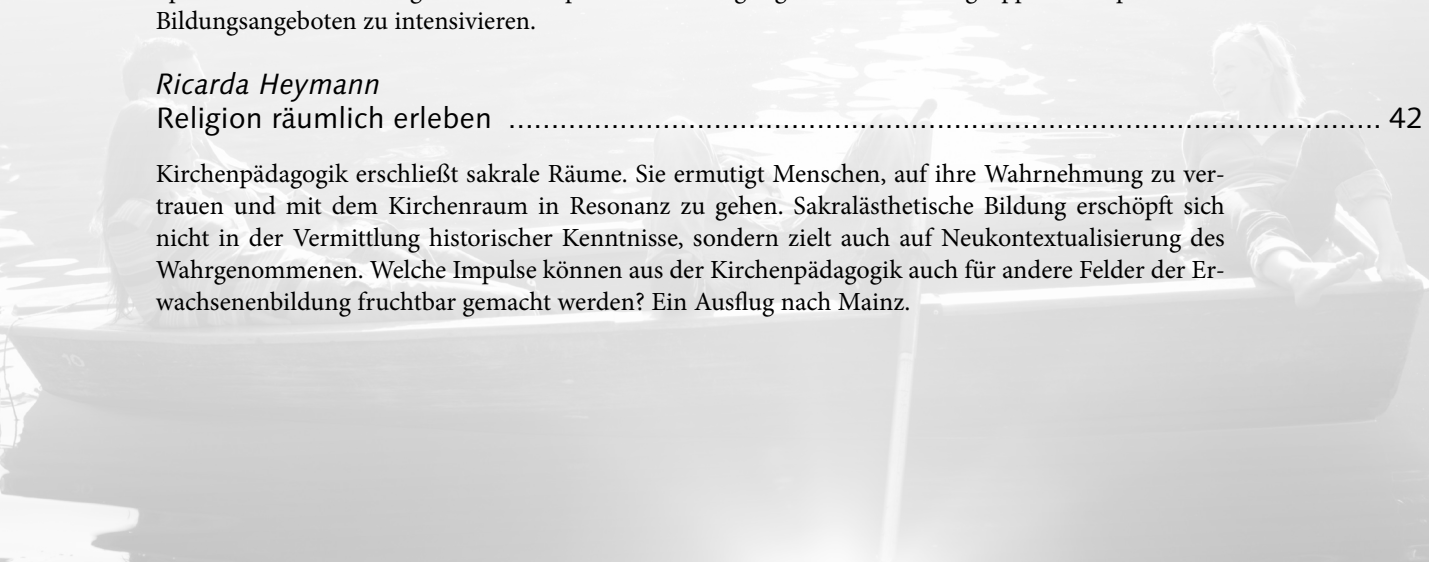 Bildungsangeboten zu intensivieren.
Ricarda Heymann
Religion räumlich erleben ........................................................................................................ 42
Kirchenpädagogik erschließt sakrale Räume. Sie ermutigt Menschen, auf ihre Wahrnehmung zu ver-
trauen und mit dem Kirchenraum in Resonanz zu gehen. Sakralästhetische Bildung erschöpft sich
nicht in der Vermittlung historischer Kenntnisse, sondern zielt auch auf Neukontextualisierung des
Wahrgenommenen. Welche Impulse können aus der Kirchenpädagogik auch für andere Felder der Er-
wachsenenbildung fruchtbar gemacht werden? Ein Ausflug nach Mainz.
10